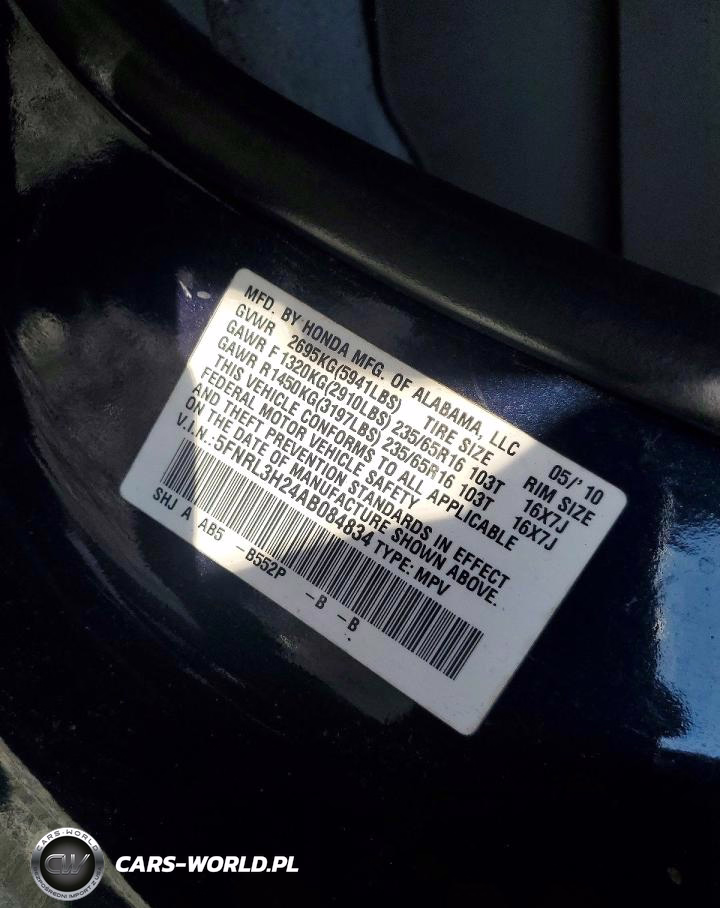 MFD. BY HONDA MFG. OF ALABAMA, LLC 05/'10
GVWR 2695KG(5941LBS) TIRE SIZE RIM SIZE
GAWR F 1320KG(2910LBS) 235/65R16 103T 16X7J
GAWR R 1450KG(3197LBS) 235/65R16 103T 16X7J
THIS VEHICLE CONFORMS TO ALL APPLICABLE
FEDERAL MOTOR VEHICLE SAFETY
AND THEFT PREVENTION STANDARDS IN EFFECT
ON THE DATE OF MANUFACTURE SHOWN ABOVE.
V.I.N.: 5FNRL3H24AB084834 TYPE: MPV
SHJ A AB5 -B552P -B -B
CARS-WORLD
CW
CARS-WORLD.PL